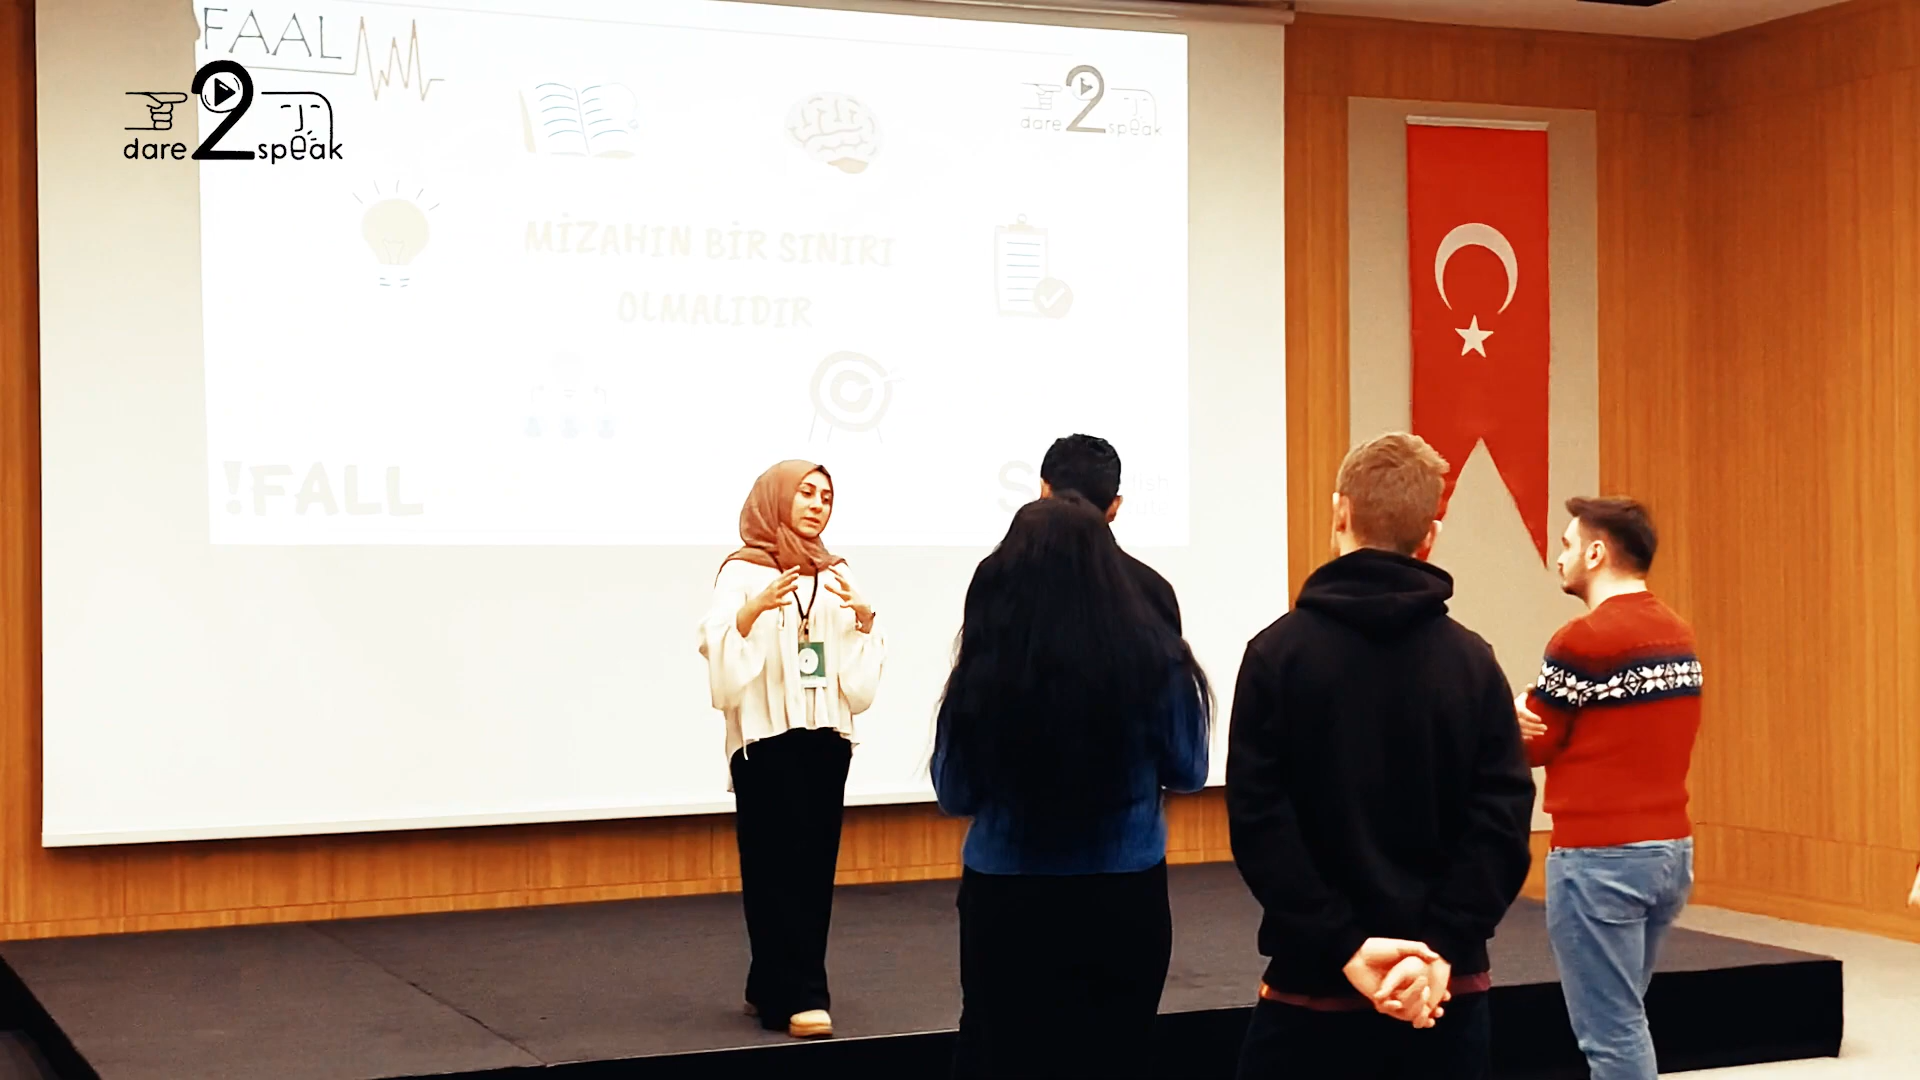 FAAL
dare 2 speak
dare 2 speak
MİZAHIN BİR SINIRI
OLMALIDIR
!FALL